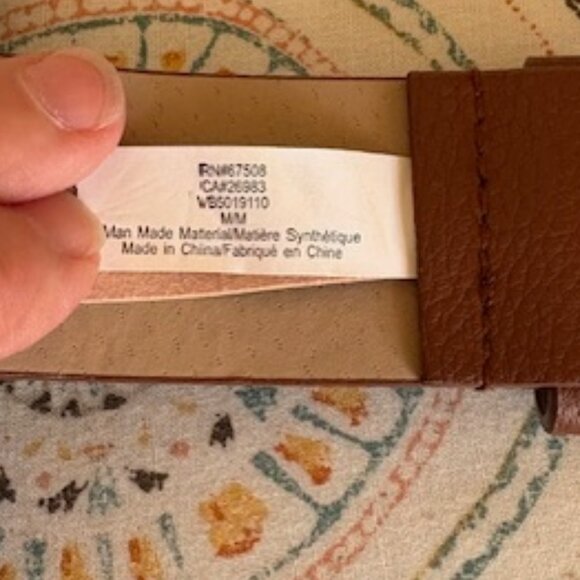 RN#67508
CA#26983
WB5019110
M/M
Man Made Material/Matière Synthétique
Made in China/Fabriqué en Chine